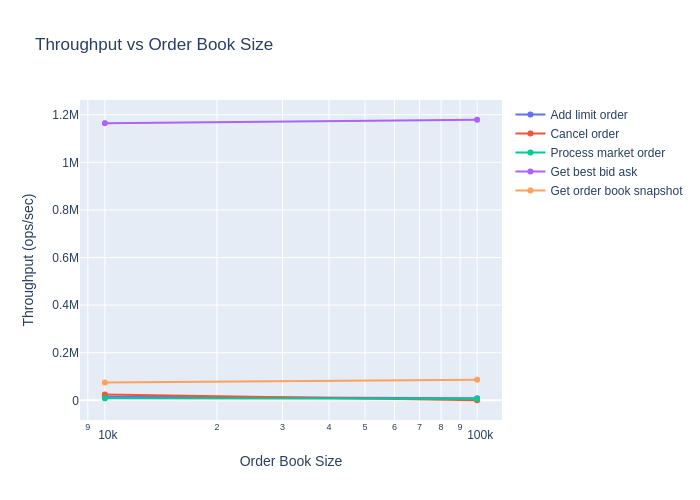 Throughput vs Order Book Size
1.2M
1M
0.8M
0.6M
0.4M
0.2M
0
Throughput (ops/sec)
9 10k 2 3 4 5 6 7 8 9 100k
Order Book Size
Add limit order
Cancel order
Process market order
Get best bid ask
Get order book snapshot